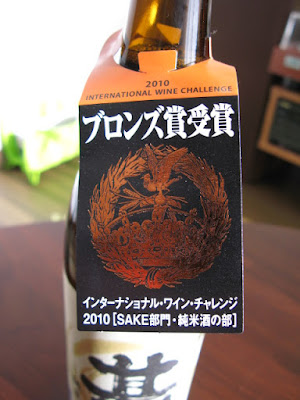 2010
INTERNATIONAL WINE CHALLENGE
ブロンズ賞受賞
インターナショナル・ワイン・チャレンジ
2010［SAKE部門・純米酒の部］